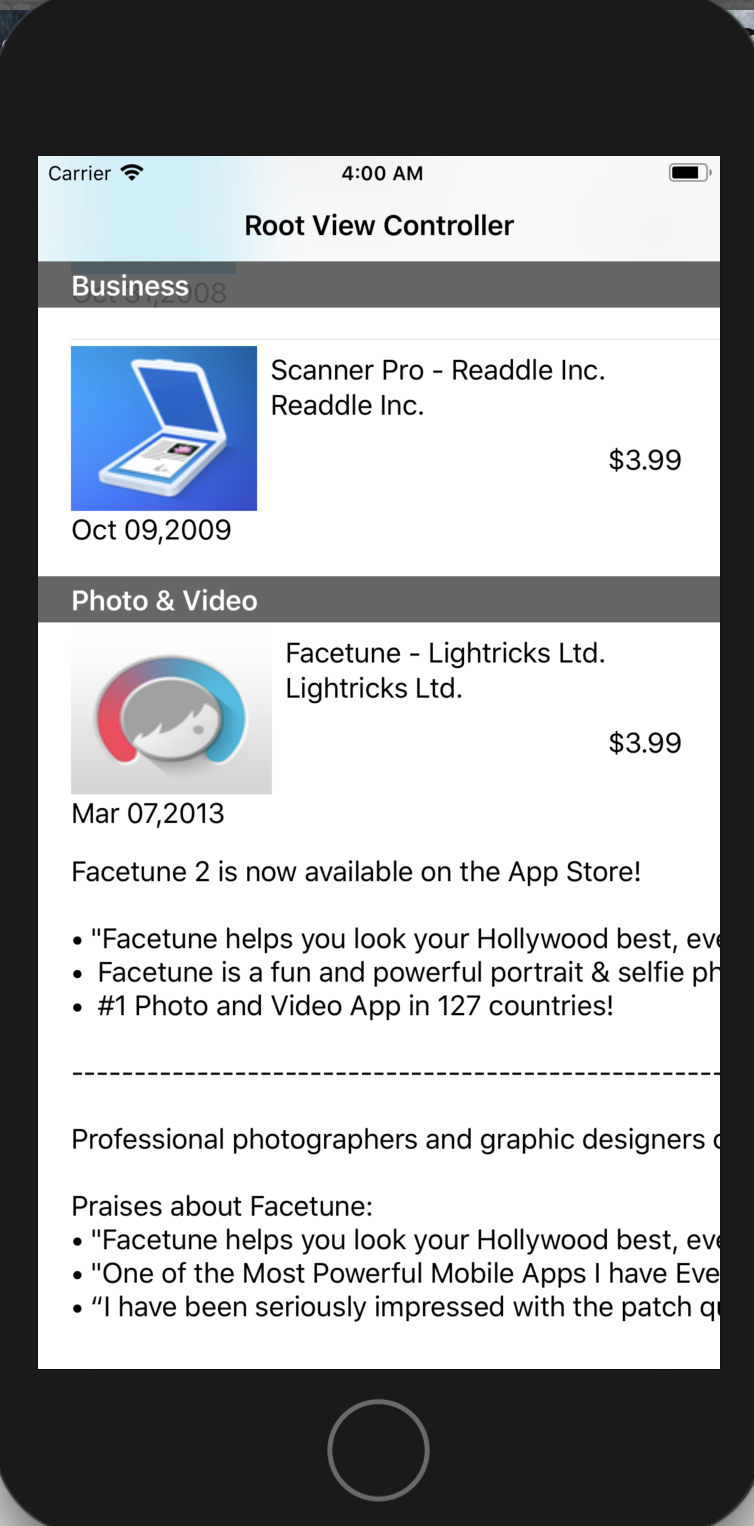 Carrier
4:00 AM
Root View Controller
Business
Oct 31,2008
Scanner Pro - Readdle Inc.
Readdle Inc.
$3.99
Oct 09,2009
Photo & Video
Facetune - Lightricks Ltd.
Lightricks Ltd.
$3.99
Mar 07,2013
Facetune 2 is now available on the App Store!
• "Facetune helps you look your Hollywood best, eve
• Facetune is a fun and powerful portrait & selfie ph
• #1 Photo and Video App in 127 countries!
----------------------------------------------------
Professional photographers and graphic designers
Praises about Facetune:
• "Facetune helps you look your Hollywood best, eve
• "One of the Most Powerful Mobile Apps I have Eve
• “I have been seriously impressed with the patch qu